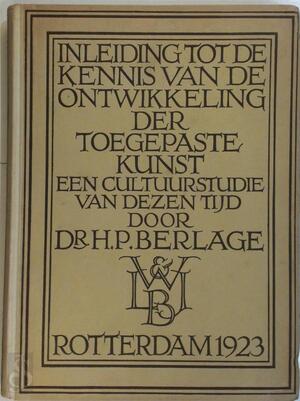 INLEIDING TOT DE
KENNIS VAN DE
ONTWIKKELING
DER
TOEGEPASTE
KUNST
EEN CULTUURSTUDIE
VAN DEZEN TIJD
DOOR
DR H.P. BERLAGE
W&LB
ROTTERDAM 1923